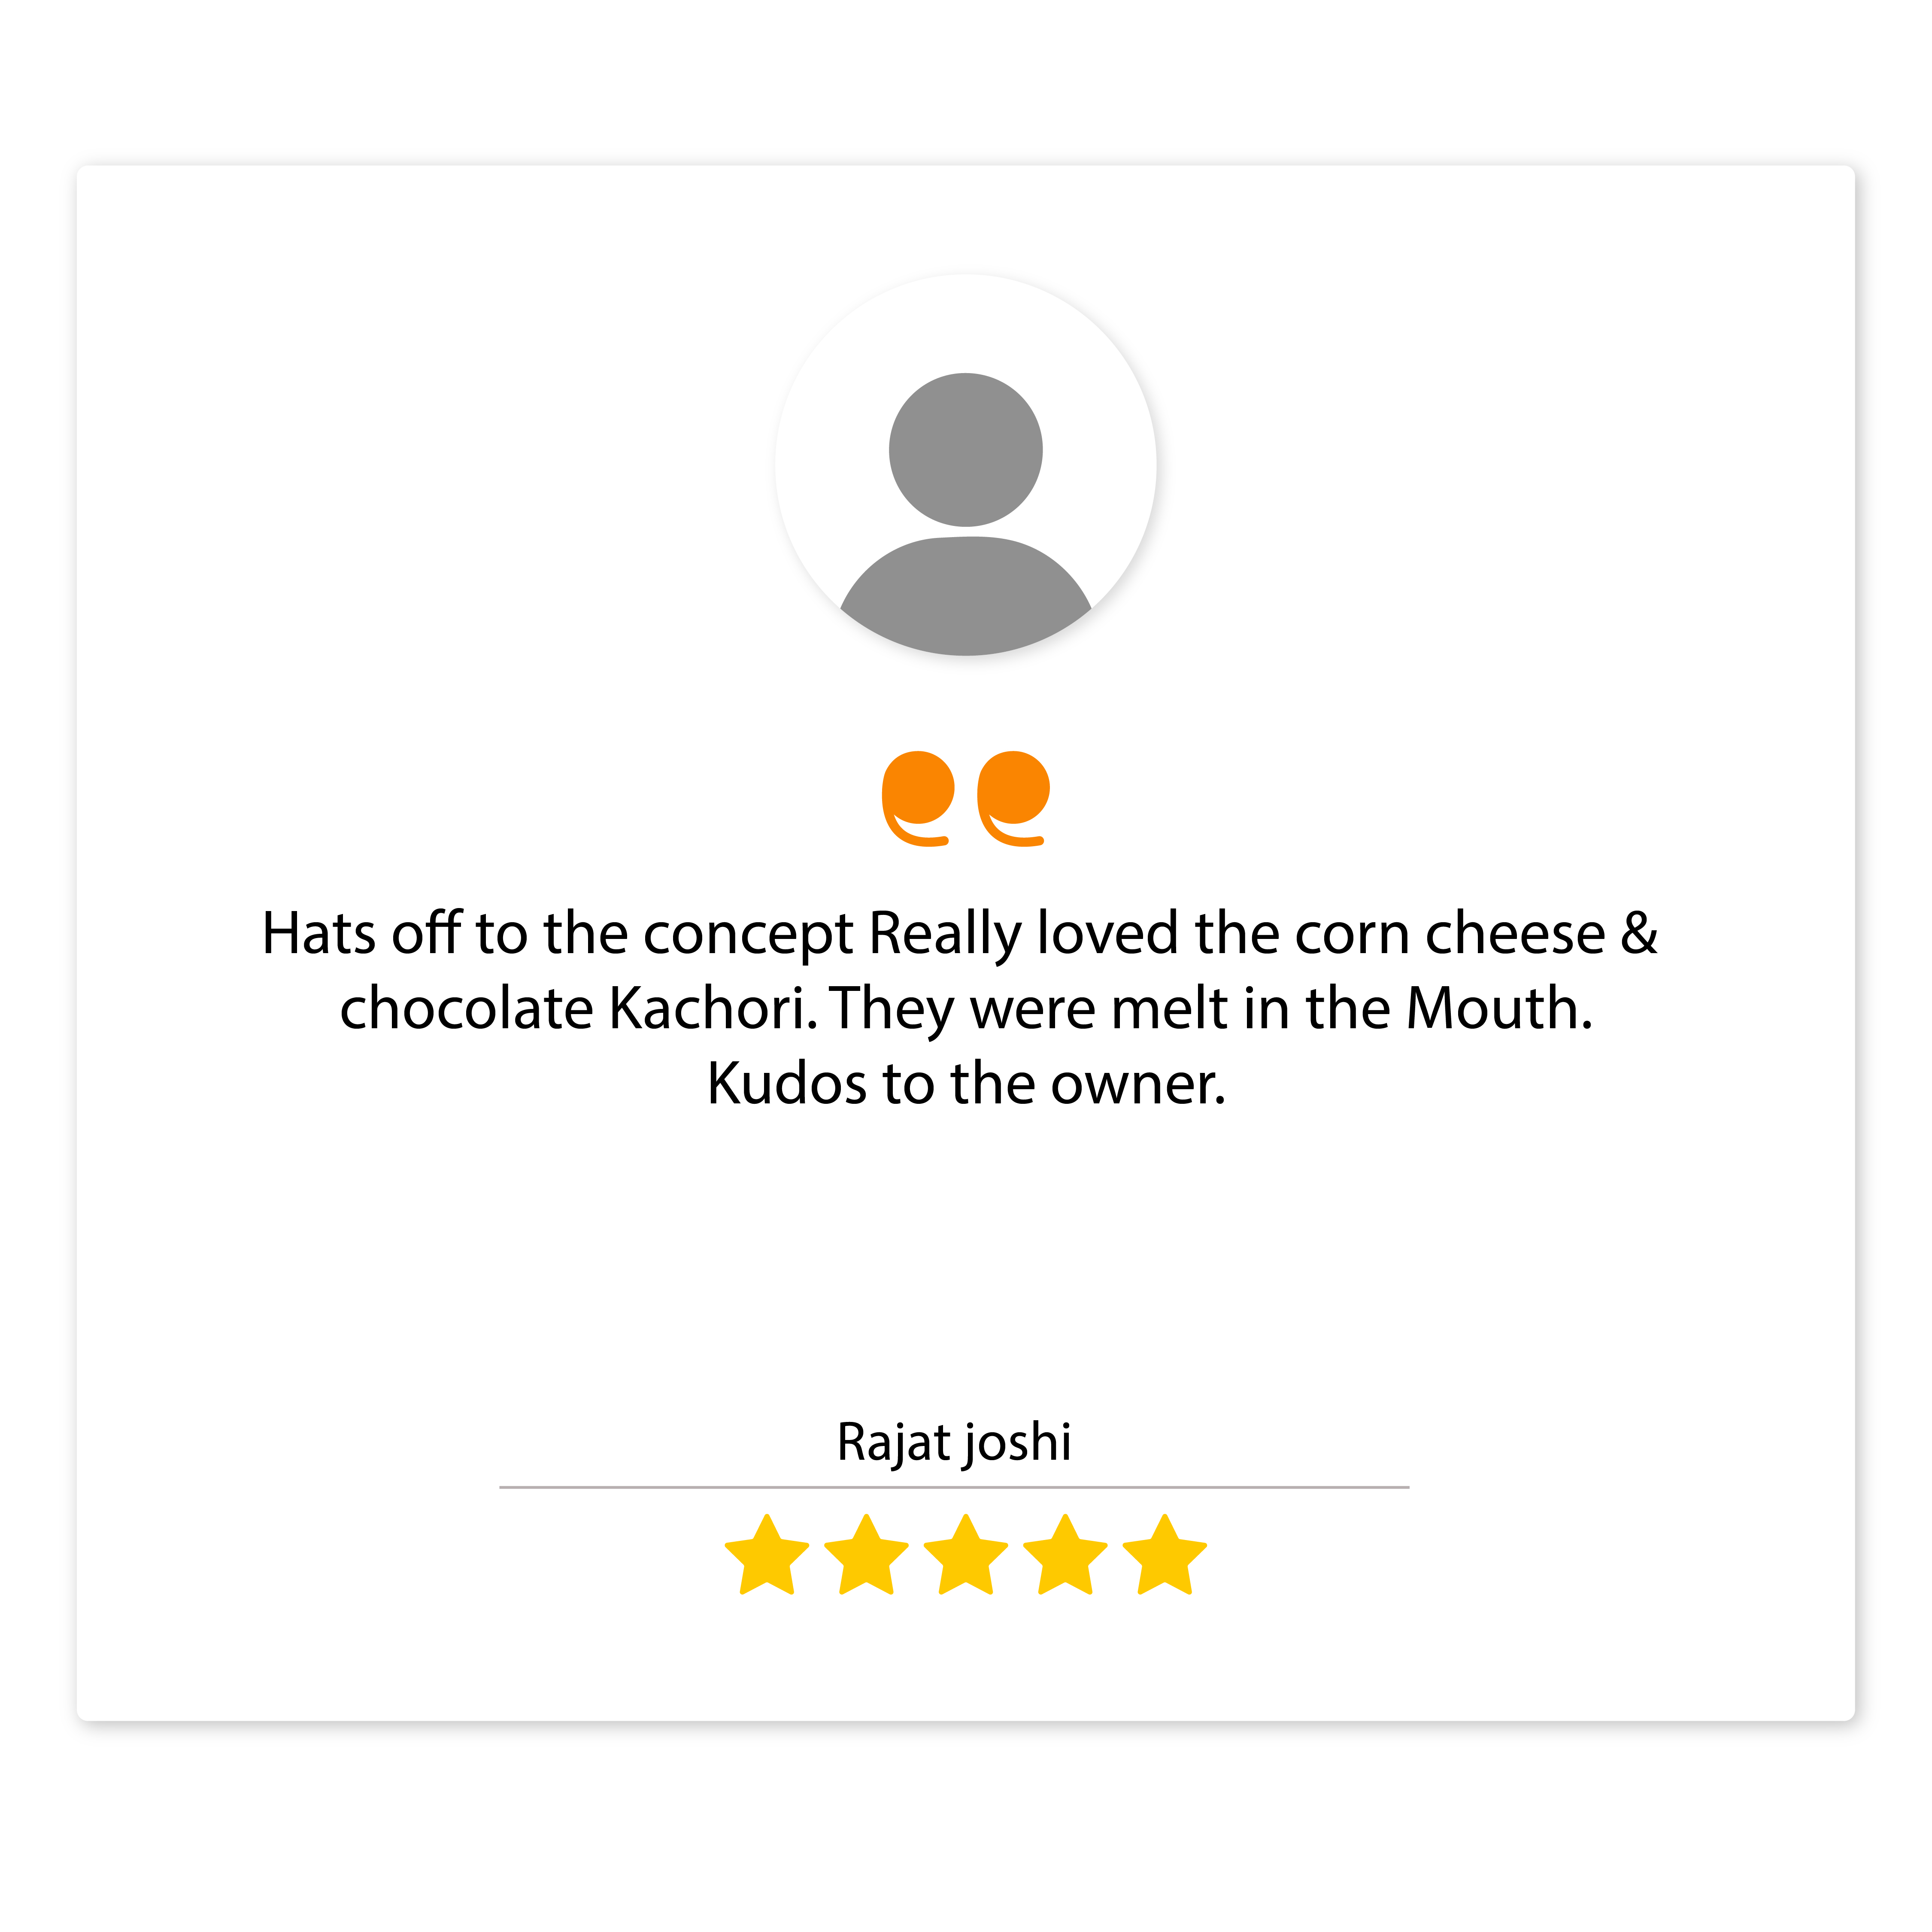 Hats off to the concept Really loved the corn cheese &
chocolate Kachori. They were melt in the Mouth.
Kudos to the owner.
Rajat joshi